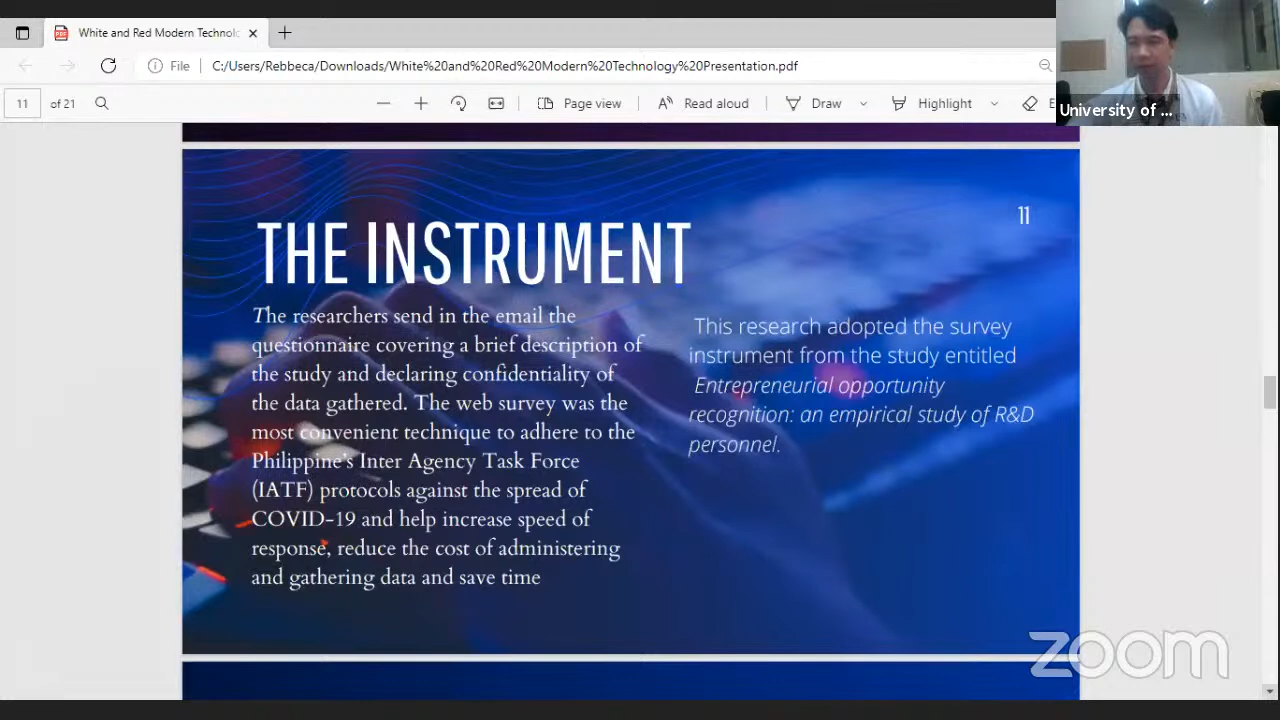 White and Red Modern Technolo
File
C:/Users/Rebbeca/Downloads/White%20and%20Red%20Modern%20Technology%20Presentation.pdf
11
of 21
Page view
Read aloud
Draw
Highlight
E
University of ...
11
THE INSTRUMENT
The researchers send in the email the
questionnaire covering a brief description of
the study and declaring confidentiality of
the data gathered. The web survey was the
most convenient technique to adhere to the
Philippine's Inter Agency Task Force
(IATF) protocols against the spread of
COVID-19 and help increase speed of
response, reduce the cost of administering
and gathering data and save time
This research adopted the survey
instrument from the study entitled
Entrepreneurial opportunity
recognition: an empirical study of R&D
personnel.
zoom